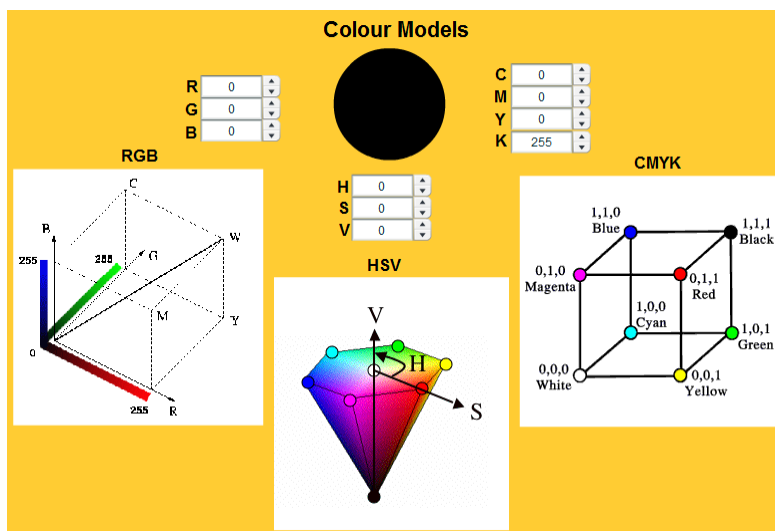 Colour Models
R 0
G 0
B 0
RGB
C 0
M 0
Y 0
K 255
CMYK
H 0
S 0
V 0
HSV
C
B
W
255
255
G
M
Y
0
255
R
V
H
S
1,1,0
Blue
1,1,1
Black
0,1,0
Magenta
0,1,1
Red
1,0,0
Cyan
1,0,1
Green
0,0,0
White
0,0,1
Yellow